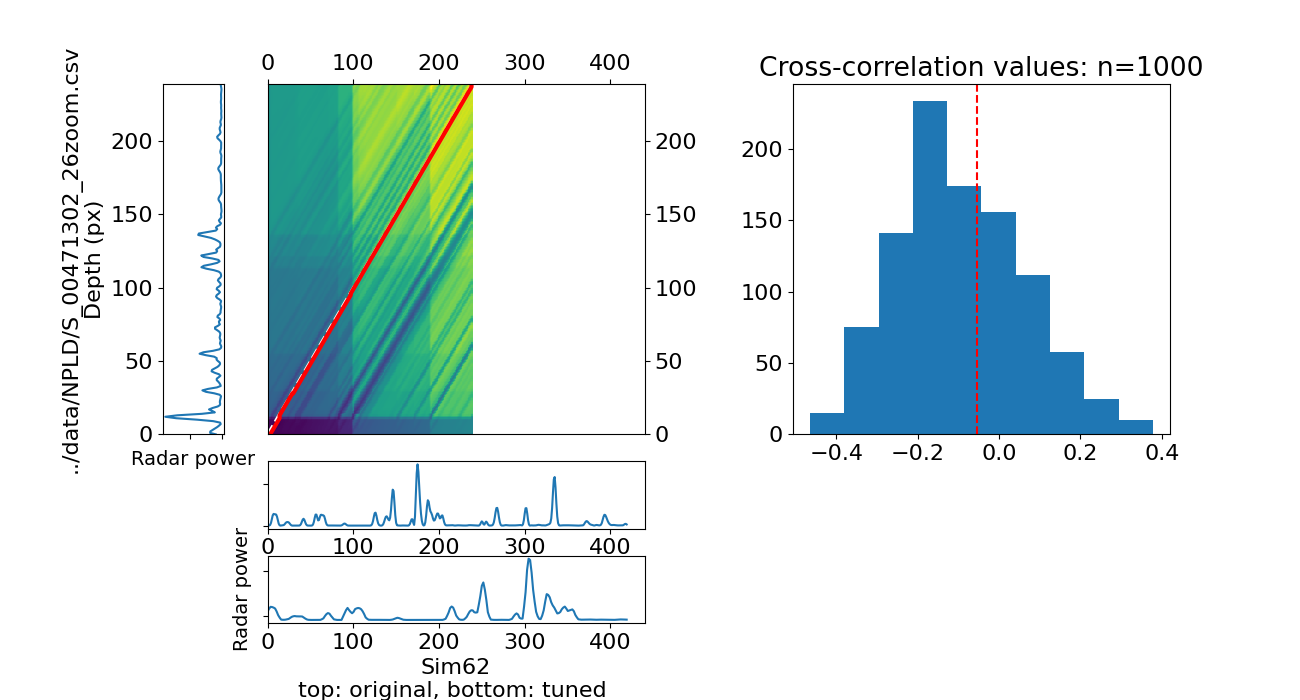 0 100 200 300 400
Cross-correlation values: n=1000
../data/NPLD/S_00471302_26zoom.csv
Depth (px)
200
150
100
50
0
200
150
100
50
0
200
150
100
50
0
−0.4 −0.2 0.0 0.2 0.4
Radar power
0 100 200 300 400
Radar power
0 100 200 300 400
Sim62
top: original, bottom: tuned